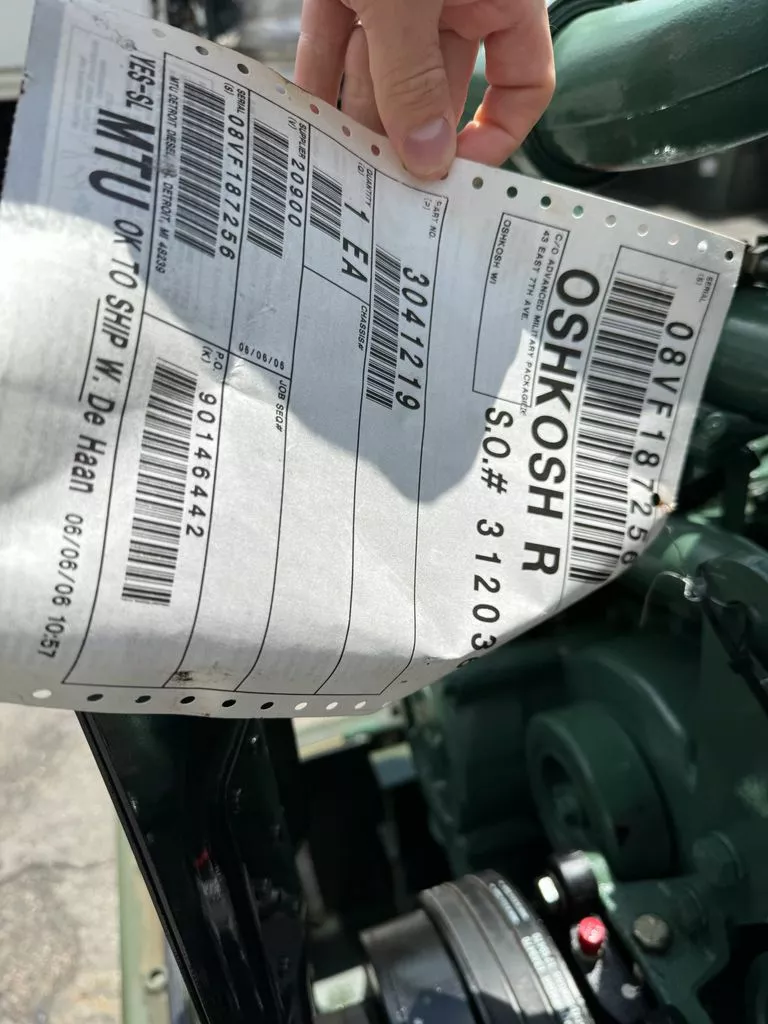 SERIAL
(S)
08VF187256
OSHKOSH R
C/O ADVANCED MILITARY PACKAGING
43 EAST 7TH AVE.
OSHKOSH WI
S.O.# 31203
PART NO.
(P)
3041219
QUANTITY
(Q)
1 EA
CHASSIS#
SUPPLIER
(V)
20900
06/06/06
JOB SEQ#
SERIAL
(S)
08VF187256
MTU DETROIT DIESEL, DETROIT, MI 48239
P.O.
(K)
90146442
YES-SL MTU OK TO SHIP W. De Haan 06/06/06 10:57